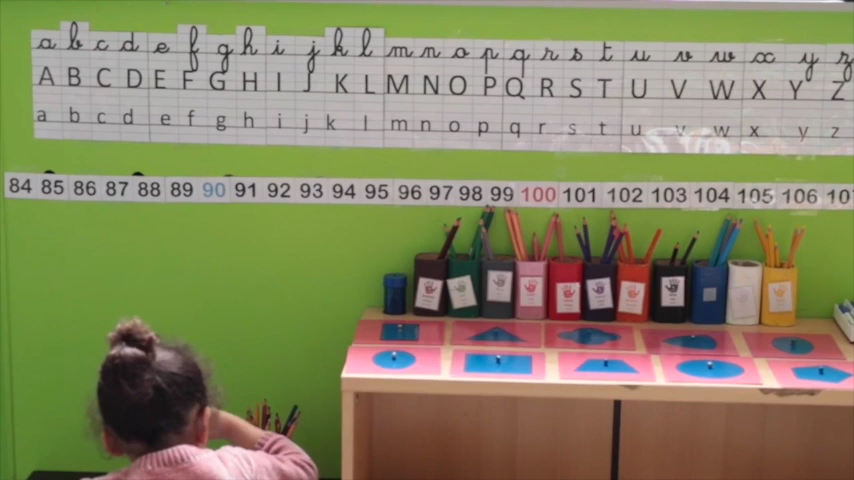 a b c d e f g h i j k l m n o p q r s t u v w x y z
A B C D E F G H I J K L M N O P Q R S T U V W X Y Z
a b c d e f g h i j k l m n o p q r s t u v w x y z
84 85 86 87 88 89 90 91 92 93 94 95 96 97 98 99 100 101 102 103 104 105 106 107